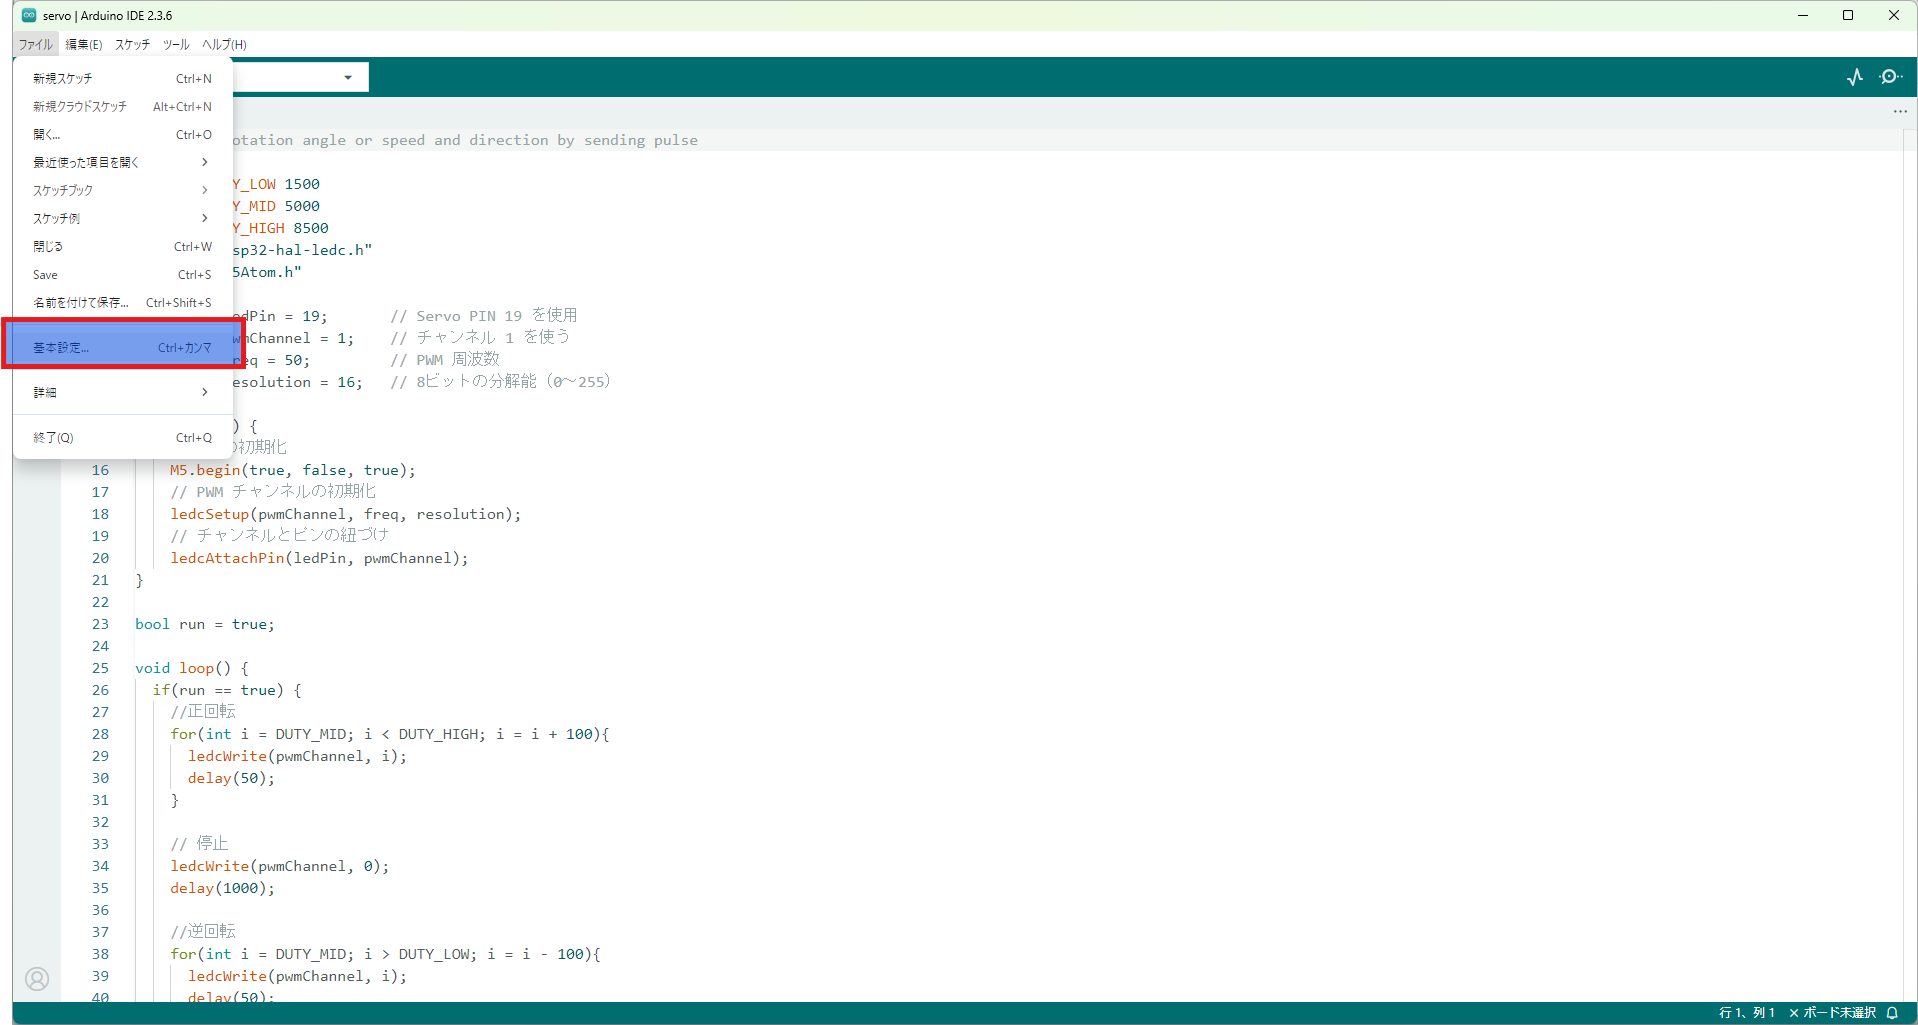 servo | Arduino IDE 2.3.6
ファイル 編集(E) スケッチ ツール ヘルプ(H)
新規スケッチ Ctrl+N
新規クラウドスケッチ Alt+Ctrl+N
開く... Ctrl+O
最近使った項目を開く
スケッチブック
スケッチ例
閉じる Ctrl+W
Save Ctrl+S
名前を付けて保存... Ctrl+Shift+S
基本設定... Ctrl+カンマ
詳細
終了(Q) Ctrl+Q
otation angle or speed and direction by sending pulse
Y_LOW 1500
Y_MID 5000
Y_HIGH 8500
sp32-hal-ledc.h"
5Atom.h"
edPin = 19; // Servo PIN 19 を使用
wmChannel = 1; // チャンネル 1 を使う
req = 50; // PWM 周波数
esolution = 16; // 8ビットの分解能（0～255）
) {
の初期化
16 M5.begin(true, false, true);
17 // PWM チャンネルの初期化
18 ledcSetup(pwmChannel, freq, resolution);
19 // チャンネルとピンの紐づけ
20 ledcAttachPin(ledPin, pwmChannel);
21 }
22
23 bool run = true;
24
25 void loop() {
26 if(run == true) {
27 //正回転
28 for(int i = DUTY_MID; i < DUTY_HIGH; i = i + 100){
29 ledcWrite(pwmChannel, i);
30 delay(50);
31 }
32
33 // 停止
34 ledcWrite(pwmChannel, 0);
35 delay(1000);
36
37 //逆回転
38 for(int i = DUTY_MID; i > DUTY_LOW; i = i - 100){
39 ledcWrite(pwmChannel, i);
40 delay(50);
行 1、列 1 × ボード未選択